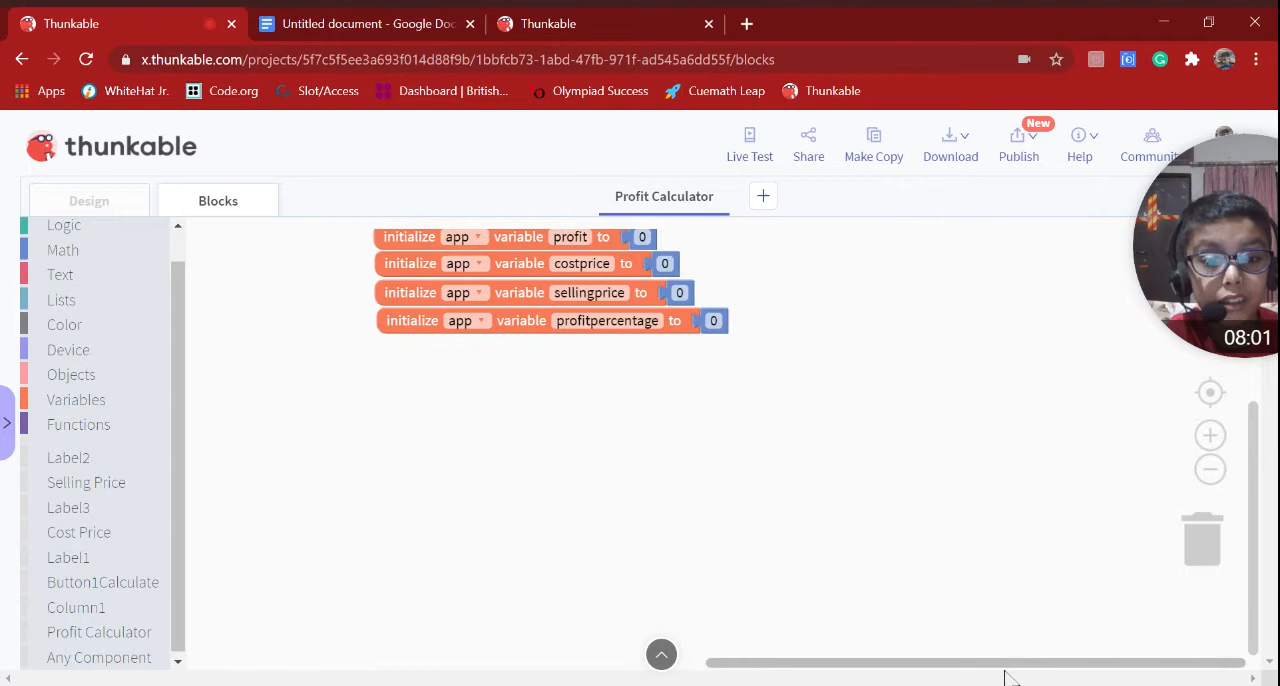 Thunkable
Untitled document - Google Doc
Thunkable
x.thunkable.com/projects/5f7c5f5ee3a693f014d88f9b/1bbfcb73-1abd-47fb-971f-ad545a6dd55f/blocks
Apps
WhiteHat Jr.
Code.org
Slot/Access
Dashboard | British...
Olympiad Success
Cuemath Leap
Thunkable
thunkable
Live Test
Share
Make Copy
Download
New
Publish
Help
Communit
Design
Blocks
Profit Calculator
Logic
Math
Text
Lists
Color
Device
Objects
Variables
Functions
Label2
Selling Price
Label3
Cost Price
Label1
Button1Calculate
Column1
Profit Calculator
Any Component
initialize app variable profit to 0
initialize app variable costprice to 0
initialize app variable sellingprice to 0
initialize app variable profitpercentage to 0
08:01